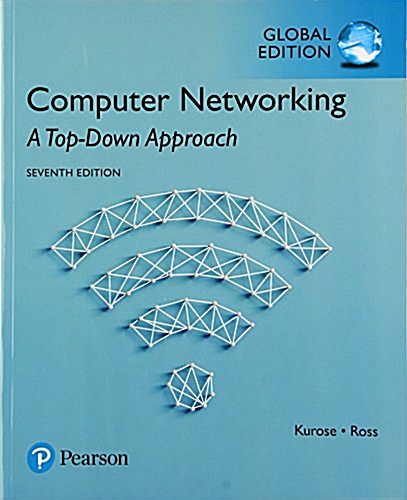 GLOBAL
EDITION
Computer Networking
A Top-Down Approach
SEVENTH EDITION
Kurose • Ross
Pearson